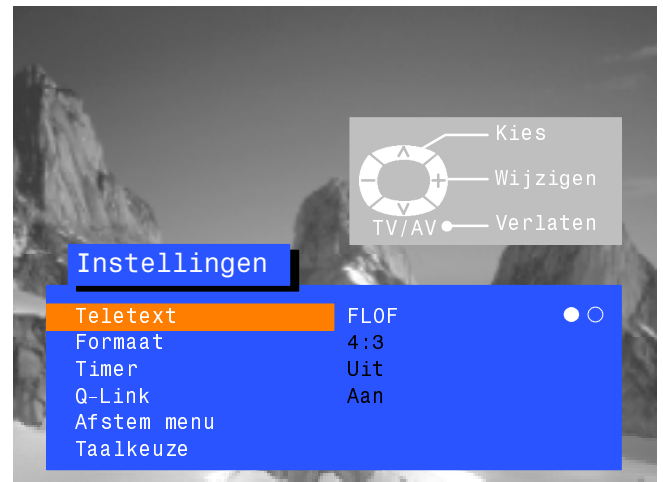 Kies
Wijzigen
TV/AV Verlaten
Instellingen
Teletext FLOF
Formaat 4:3
Timer Uit
Q-Link Aan
Afstem menu
Taalkeuze